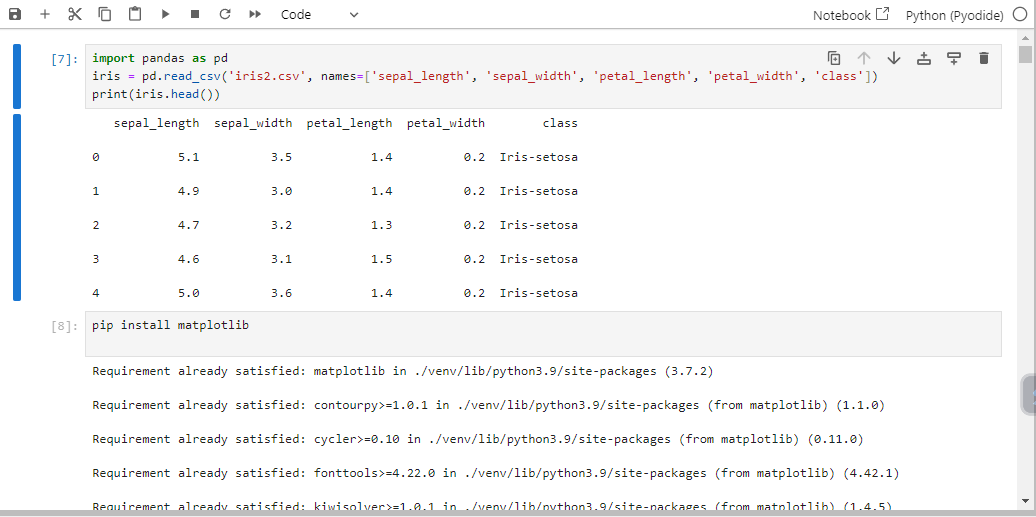 Code
Notebook
Python (Pyodide)
[7]:
import pandas as pd
iris = pd.read_csv('iris2.csv', names=['sepal_length', 'sepal_width', 'petal_length', 'petal_width', 'class'])
print(iris.head())
sepal_length sepal_width petal_length petal_width class
0 5.1 3.5 1.4 0.2 Iris-setosa
1 4.9 3.0 1.4 0.2 Iris-setosa
2 4.7 3.2 1.3 0.2 Iris-setosa
3 4.6 3.1 1.5 0.2 Iris-setosa
4 5.0 3.6 1.4 0.2 Iris-setosa
[8]:
pip install matplotlib
Requirement already satisfied: matplotlib in ./venv/lib/python3.9/site-packages (3.7.2)
Requirement already satisfied: contourpy>=1.0.1 in ./venv/lib/python3.9/site-packages (from matplotlib) (1.1.0)
Requirement already satisfied: cycler>=0.10 in ./venv/lib/python3.9/site-packages (from matplotlib) (0.11.0)
Requirement already satisfied: fonttools>=4.22.0 in ./venv/lib/python3.9/site-packages (from matplotlib) (4.42.1)
Requirement already satisfied: kiwisolver>=1.0.1 in ./venv/lib/python3.9/site-packages (from matplotlib) (1.4.5)